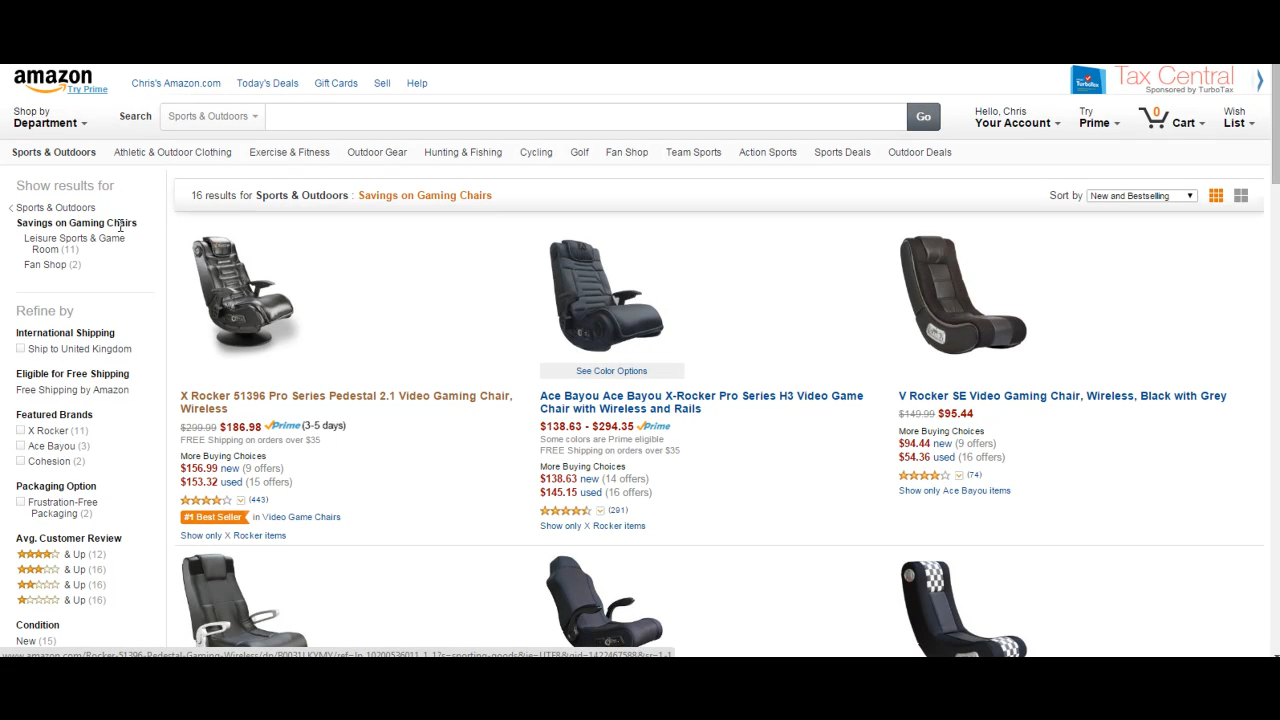 amazon
Try Prime
Chris's Amazon.com Today's Deals Gift Cards Sell Help
TurboTax
Tax Central
Sponsored by TurboTax
Shop by
Department
Search Sports & Outdoors Go
Hello, Chris
Your Account
Try
Prime
0
Cart
Wish
List
Sports & Outdoors Athletic & Outdoor Clothing Exercise & Fitness Outdoor Gear Hunting & Fishing Cycling Golf Fan Shop Team Sports Action Sports Sports Deals Outdoor Deals
Show results for
Sports & Outdoors
Savings on Gaming Chairs
Leisure Sports & Game
Room (11)
Fan Shop (2)
Refine by
International Shipping
Ship to United Kingdom
Eligible for Free Shipping
Free Shipping by Amazon
Featured Brands
X Rocker (11)
Ace Bayou (3)
Cohesion (2)
Packaging Option
Frustration-Free
Packaging (2)
Avg. Customer Review
& Up (12)
& Up (16)
& Up (16)
& Up (16)
Condition
New (15)
16 results for Sports & Outdoors : Savings on Gaming Chairs
Sort by New and Bestselling
X Rocker 51396 Pro Series Pedestal 2.1 Video Gaming Chair,
Wireless
$299.99 $186.98 Prime (3-5 days)
FREE Shipping on orders over $35
More Buying Choices
$156.99 new (9 offers)
$153.32 used (15 offers)
(443)
#1 Best Seller in Video Game Chairs
Show only X Rocker items
See Color Options
Ace Bayou Ace Bayou X-Rocker Pro Series H3 Video Game
Chair with Wireless and Rails
$138.63 - $294.35 Prime
Some colors are Prime eligible
FREE Shipping on orders over $35
More Buying Choices
$138.63 new (14 offers)
$145.15 used (16 offers)
(291)
Show only X Rocker items
V Rocker SE Video Gaming Chair, Wireless, Black with Grey
$149.99 $95.44
More Buying Choices
$94.44 new (9 offers)
$54.36 used (16 offers)
(74)
Show only Ace Bayou items